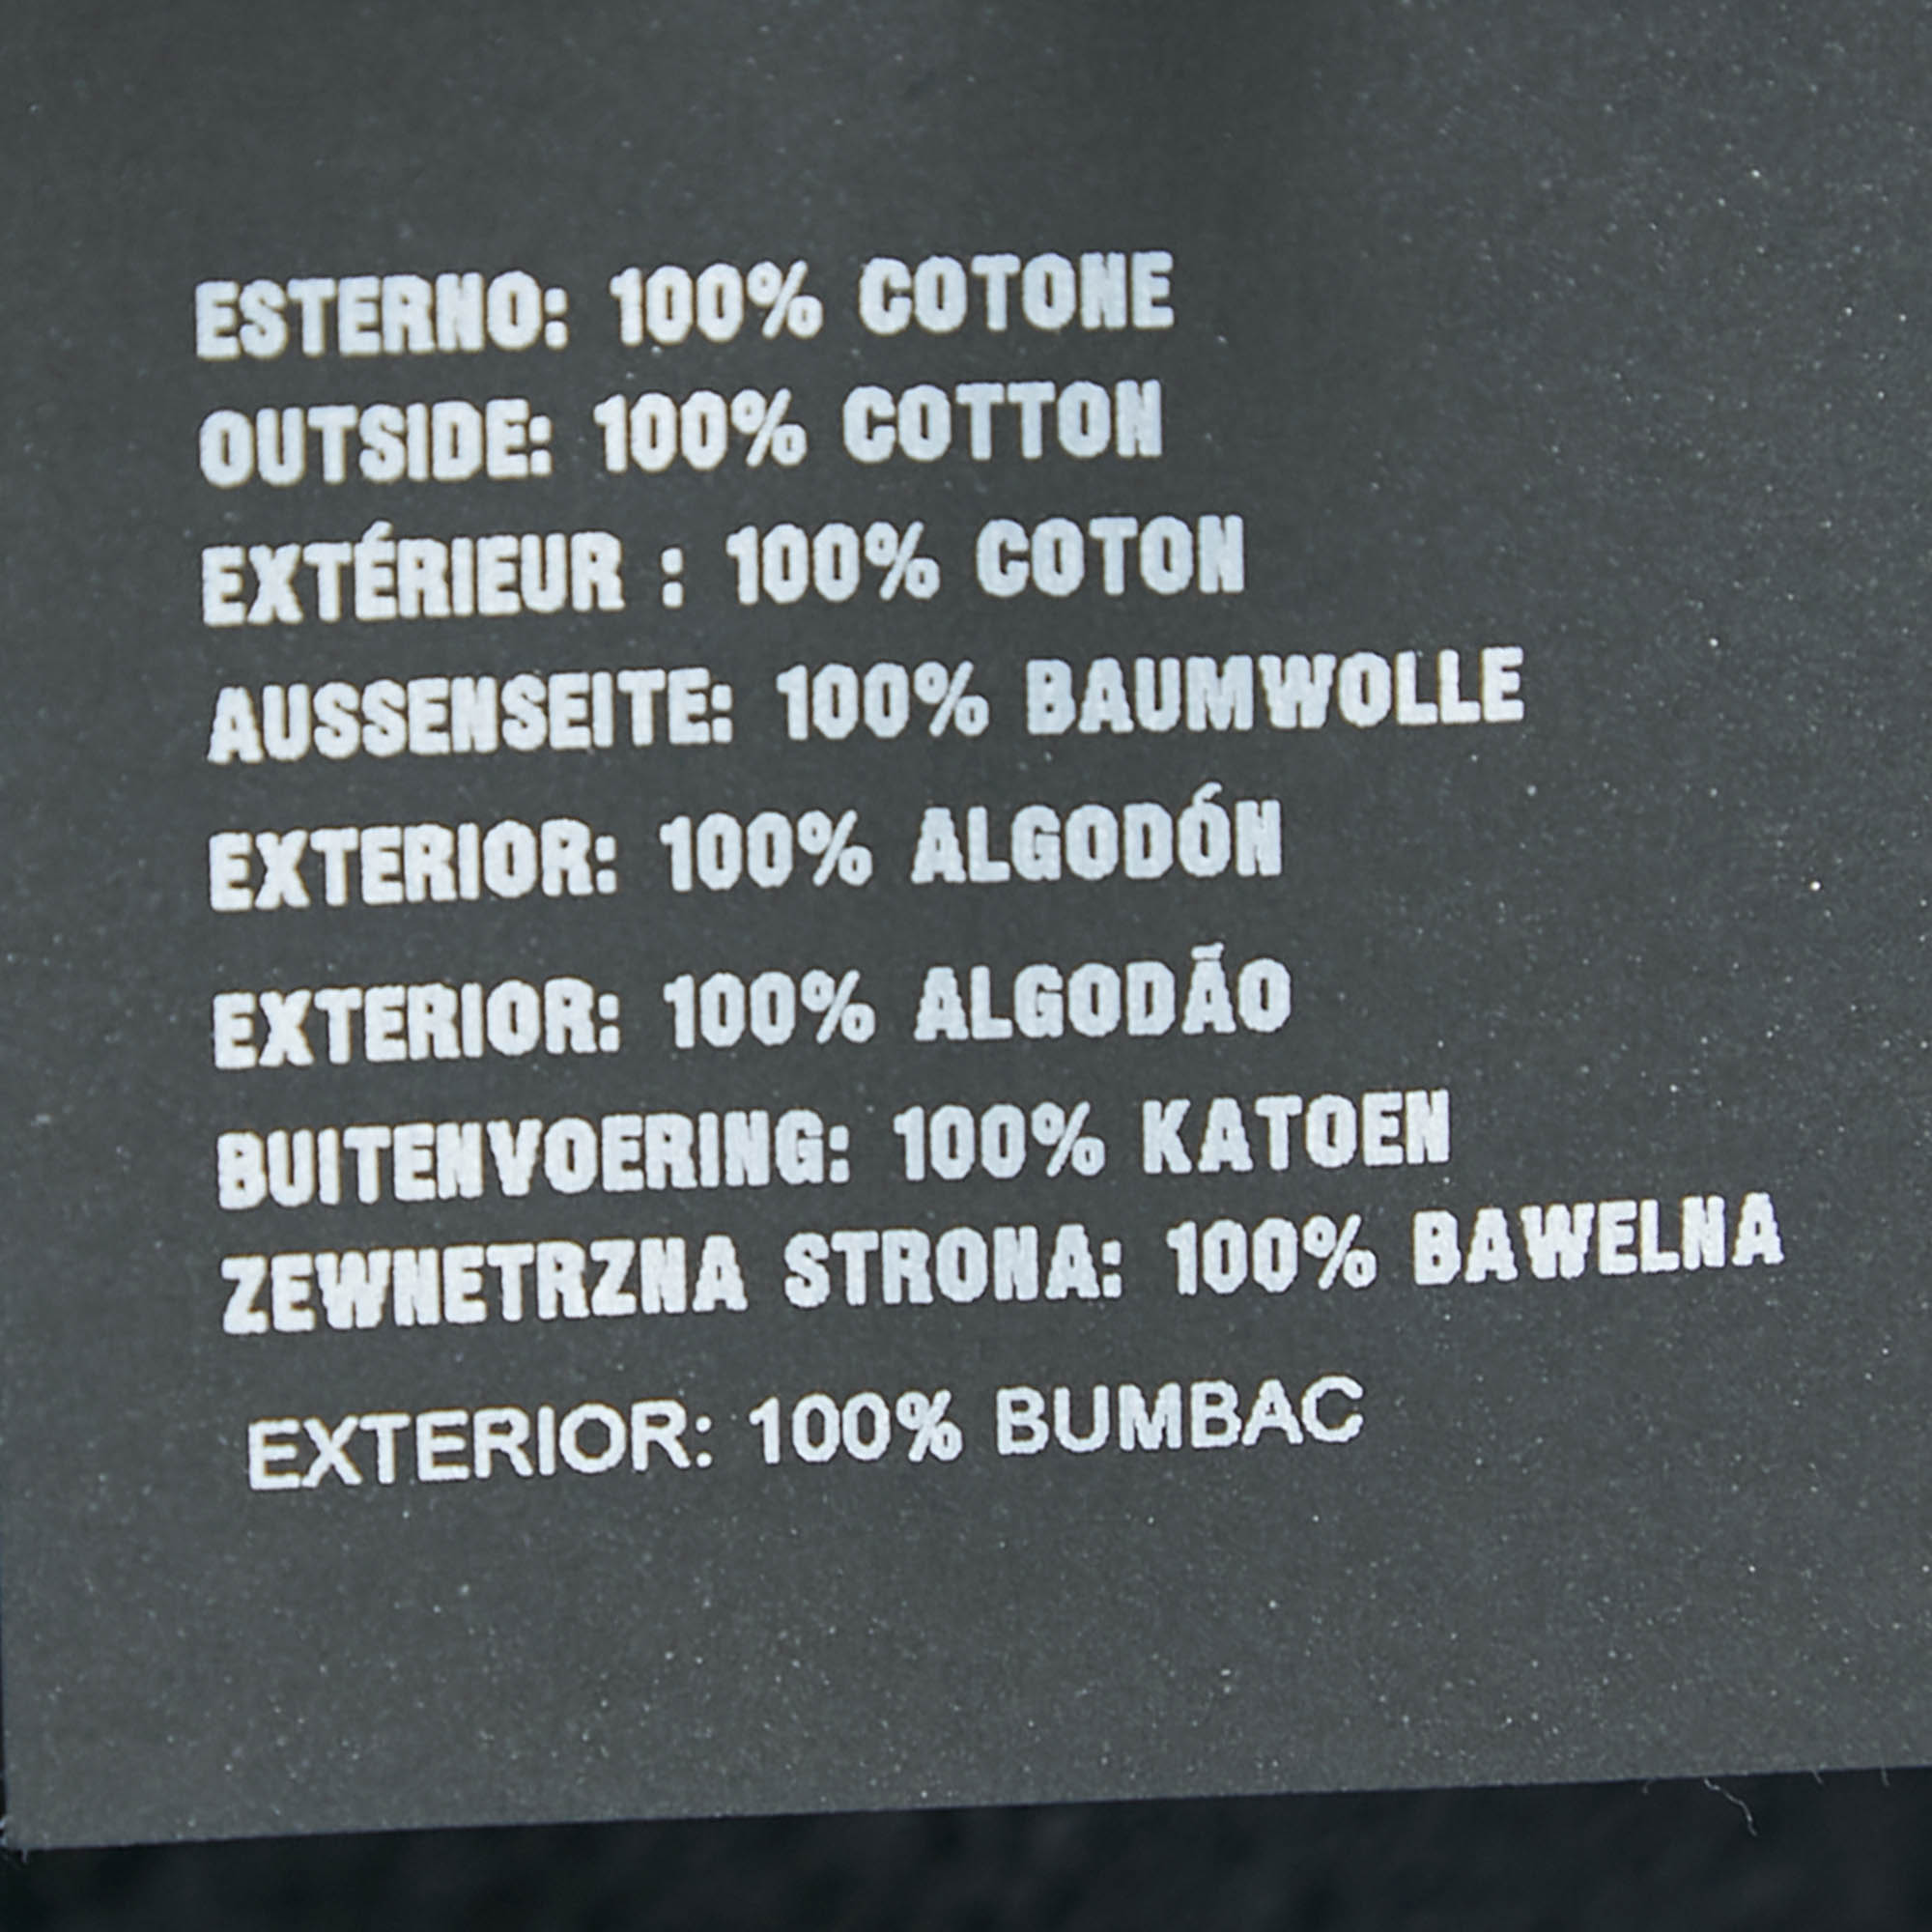 ESTERNO: 100% COTONE
OUTSIDE: 100% COTTON
EXTÉRIEUR : 100% COTON
AUSSENSEITE: 100% BAUMWOLLE
EXTERIOR: 100% ALGODÓN
EXTERIOR: 100% ALGODÃO
BUITENVOERING: 100% KATOEN
ZEWNETRZNA STRONA: 100% BAWELNA
EXTERIOR: 100% BUMBAC